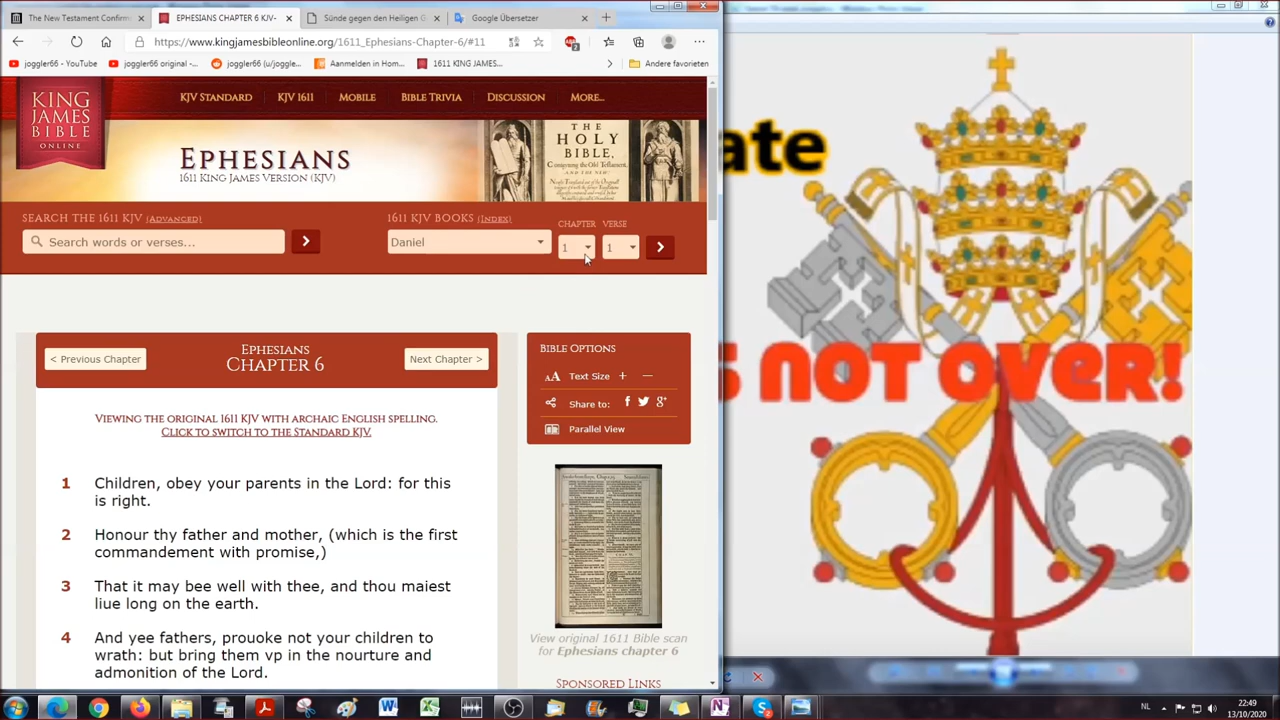 The New Testament Confirm
EPHESIANS CHAPTER 6 KJV-
Sünde gegen den Heiligen G
Google Übersetzer
https://www.kingjamesbibleonline.org/1611_Ephesians-Chapter-6/#11
joggler66 - YouTube
joggler66 original -...
joggler66 (u/joggle...
Aanmelden in Hom...
1611 KING JAMES...
Andere favorieten
KING JAMES BIBLE ONLINE
KJV STANDARD
KJV 1611
MOBILE
BIBLE TRIVIA
DISCUSSION
MORE...
EPHESIANS
1611 KING JAMES VERSION (KJV)
THE
HOLY
BIBLE,
SEARCH THE 1611 KJV (ADVANCED)
Search words or verses...
1611 KJV BOOKS (INDEX)
Daniel
CHAPTER
1
VERSE
1
< Previous Chapter
EPHESIANS
CHAPTER 6
Next Chapter >
VIEWING THE ORIGINAL 1611 KJV WITH ARCHAIC ENGLISH SPELLING.
CLICK TO SWITCH TO THE STANDARD KJV.
1 Children, obey your parents in the Lord: for this
is right.
2 Honour thy father and mother, (which is the first
commandement with promise,)
3 That it may bee well with thee, and thou maiest
liue long on the earth.
4 And yee fathers, prouoke not your children to
wrath: but bring them vp in the nourture and
admonition of the Lord.
BIBLE OPTIONS
AA Text Size + —
Share to:
Parallel View
View original 1611 Bible scan
for Ephesians chapter 6
SPONSORED LINKS
ate
S NOT OVER!
NL
22:49
13/10/2020